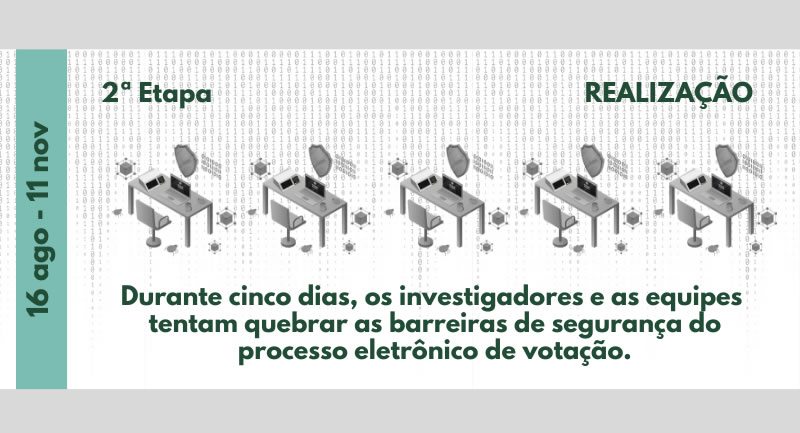 2ª Etapa
REALIZAÇÃO
16 ago - 11 nov
Durante cinco dias, os investigadores e as equipes
tentam quebrar as barreiras de segurança do
processo eletrônico de votação.